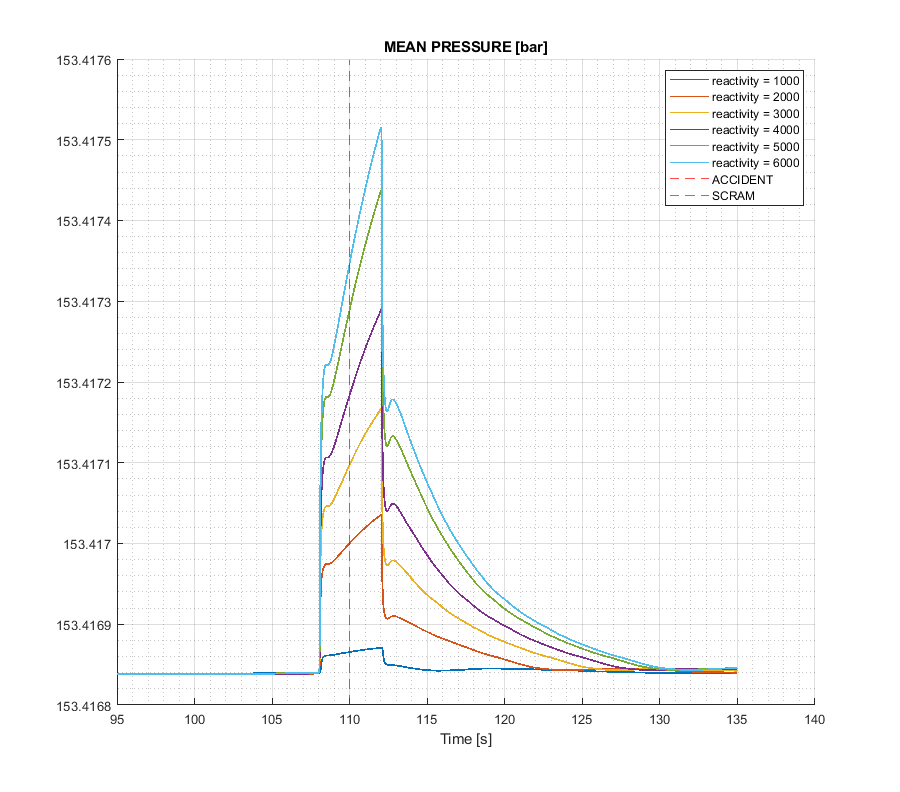 MEAN PRESSURE [bar]
153.4176
153.4175
153.4174
153.4173
153.4172
153.4171
153.417
153.4169
153.4168
reactivity = 1000
reactivity = 2000
reactivity = 3000
reactivity = 4000
reactivity = 5000
reactivity = 6000
ACCIDENT
SCRAM
95 100 105 110 115 120 125 130 135 140
Time [s]